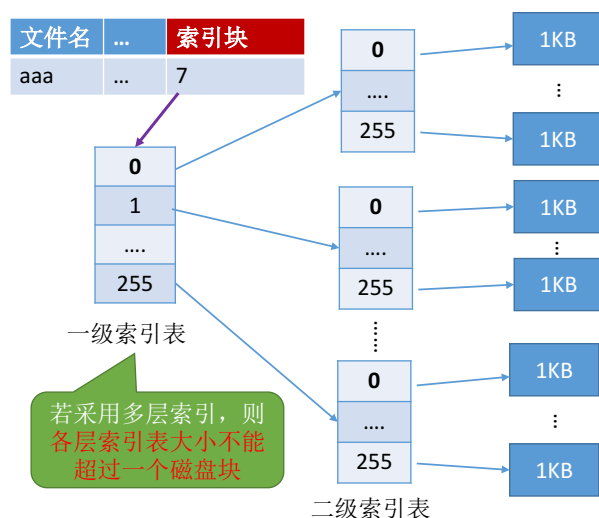 文件名 … 索引块
aaa … 7
0
1
….
255
一级索引表
若采用多层索引，则
各层索引表大小不能
超过一个磁盘块
0
….
255
0
….
255
……
0
….
255
二级索引表
1KB
…
1KB
1KB
…
1KB
1KB
…
1KB